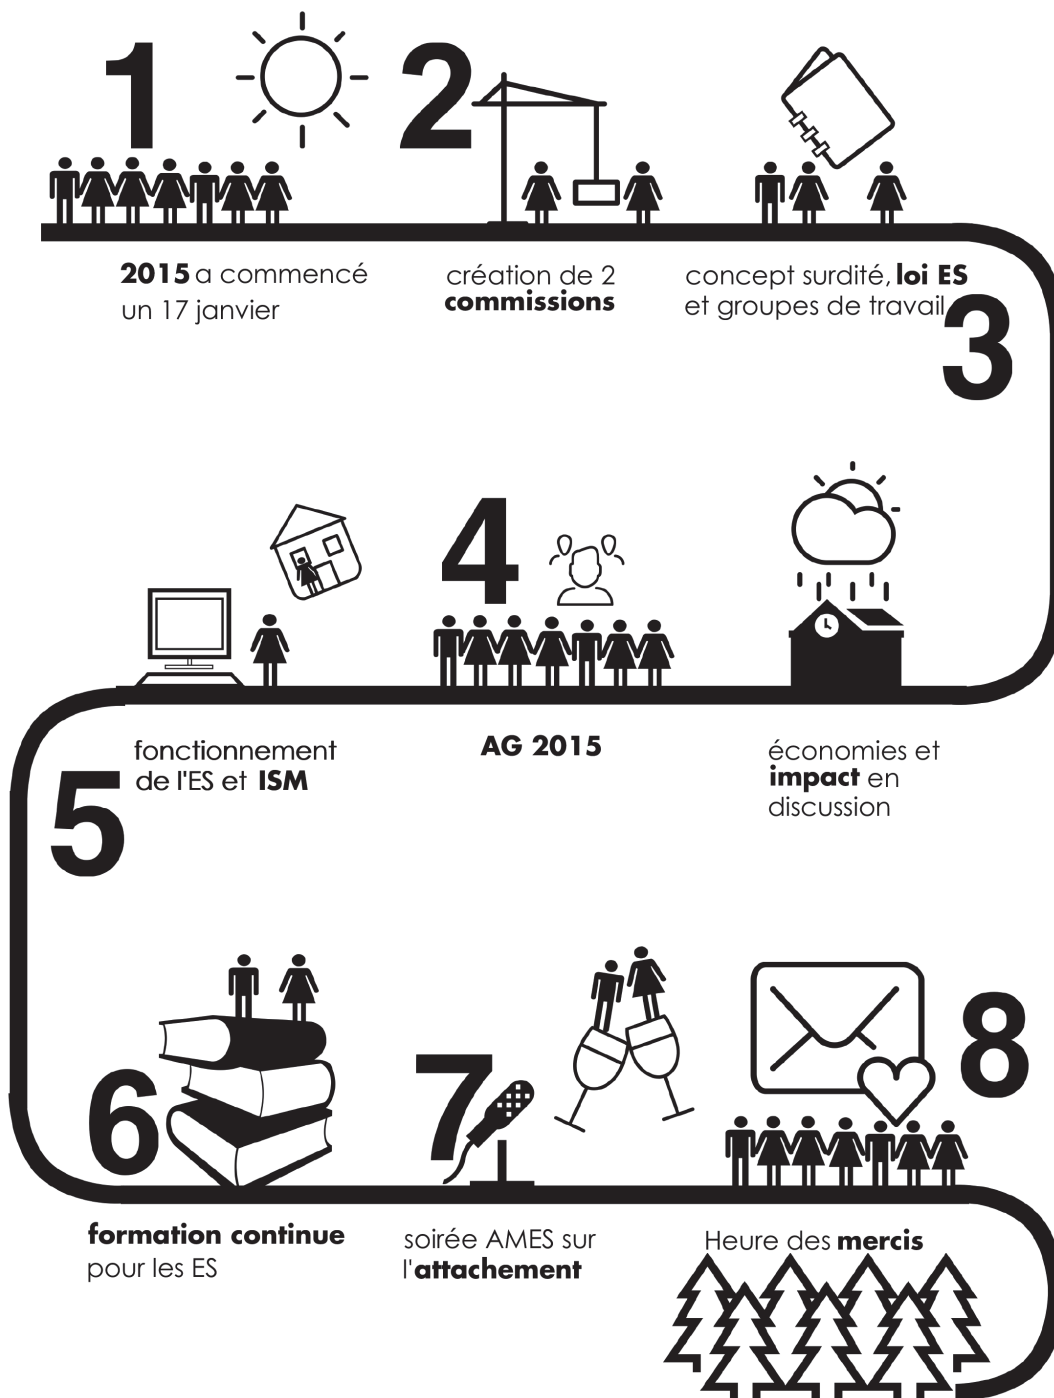 1
2015 a commencé
un 17 janvier
2
création de 2
commissions
concept surdité, loi ES
et groupes de travail
3
économies et
impact en
discussion
4
AG 2015
fonctionnement
de l'ES et ISM
5
6
formation continue
pour les ES
7
soirée AMES sur
l'attachement
8
Heure des mercis